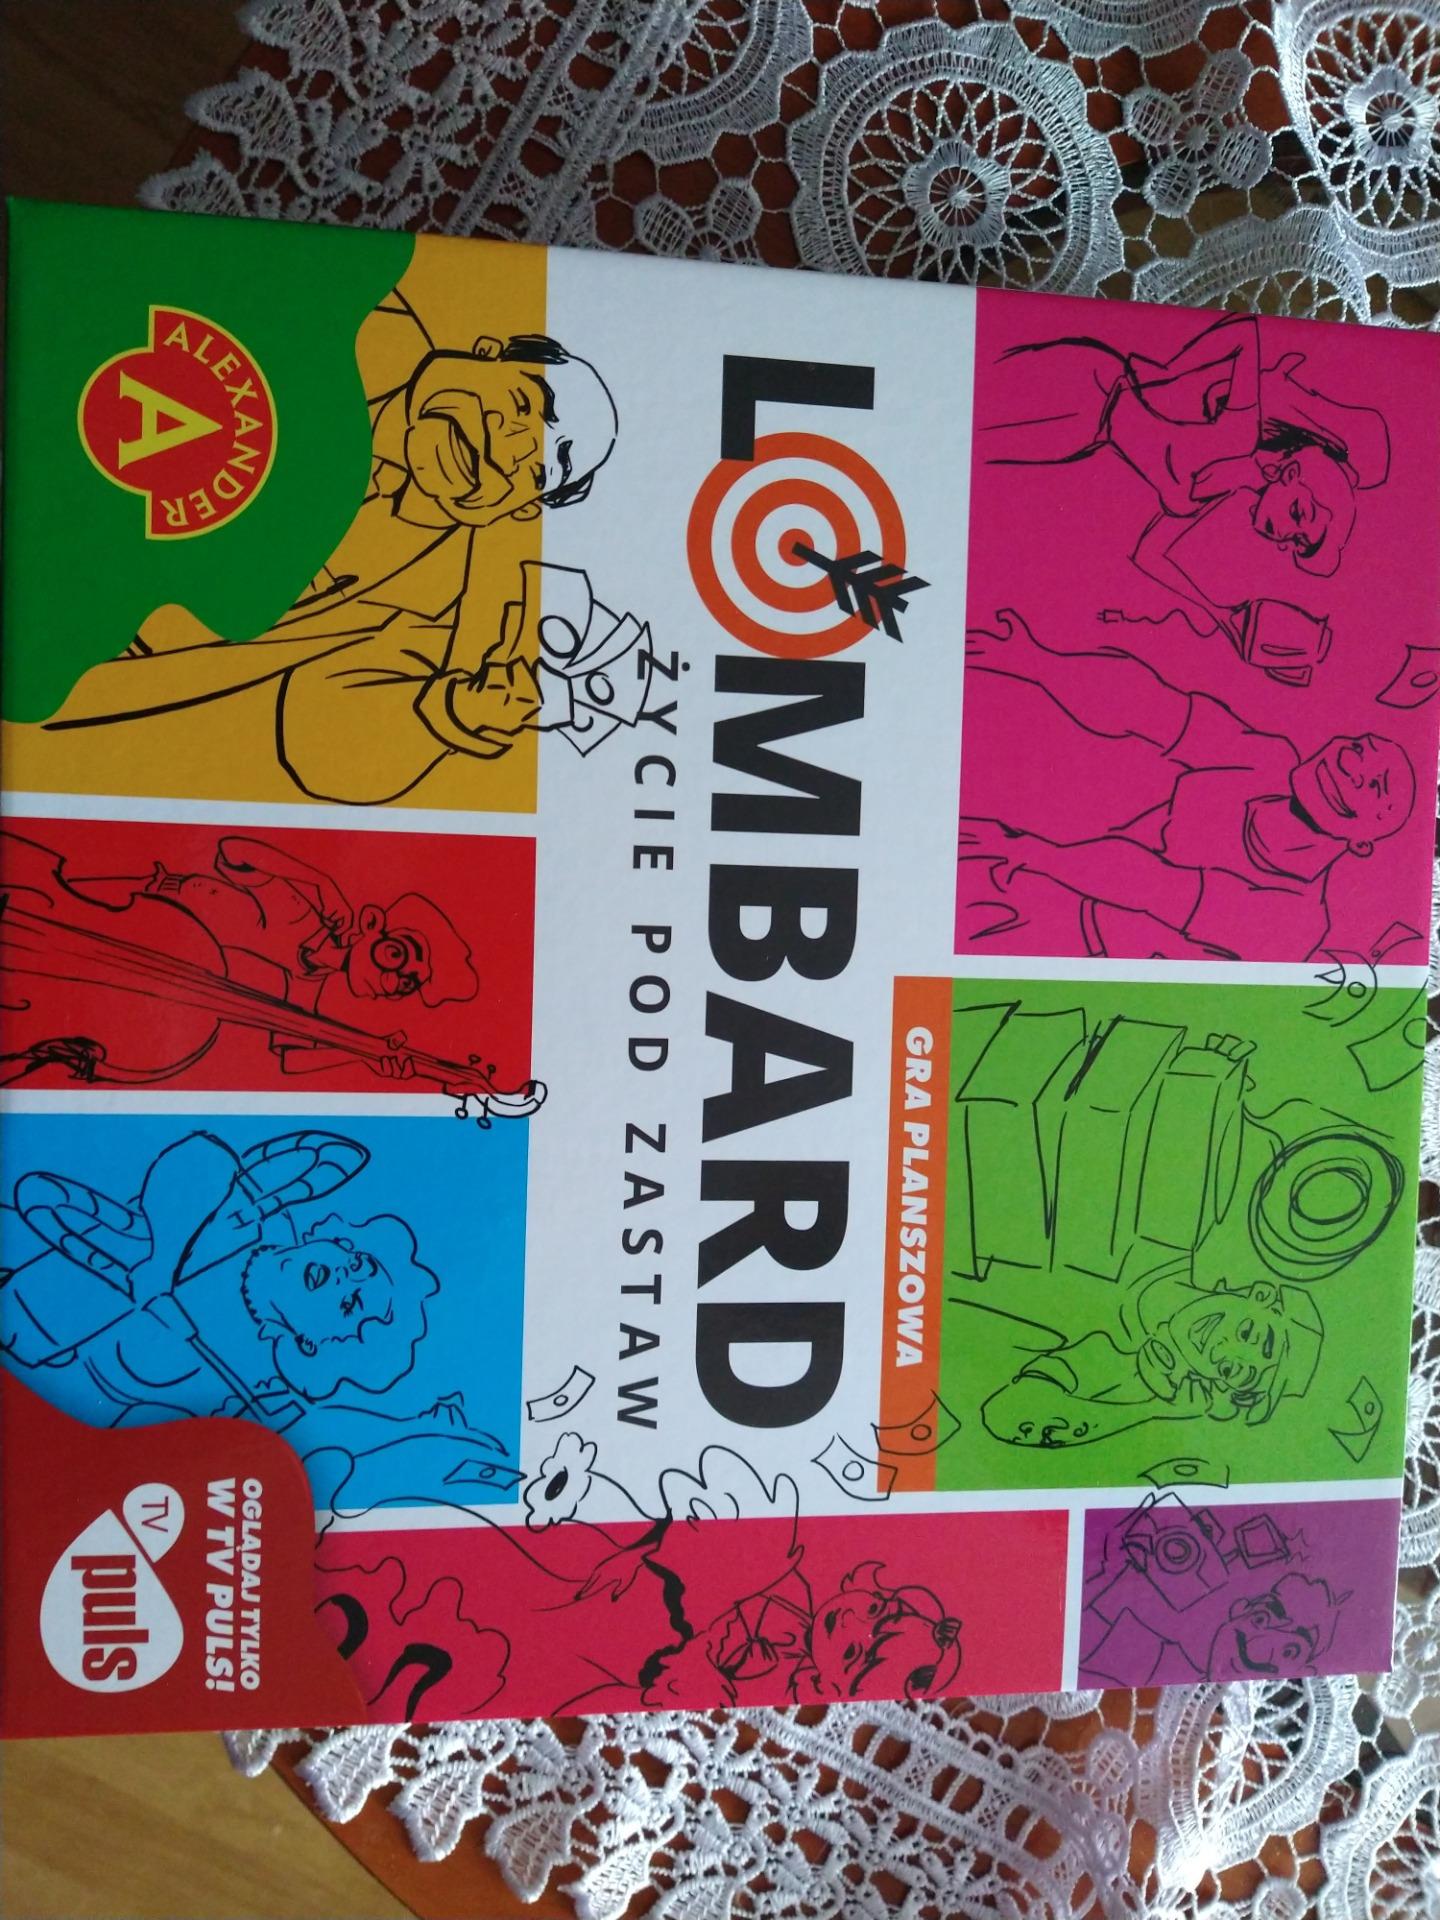 GRA PLANSZOWA
LOMBARD
ŻYCIE POD ZASTAW
ALEXANDER
A
OGLĄDAJ TYLKO
W TV PULS!
TV
puls